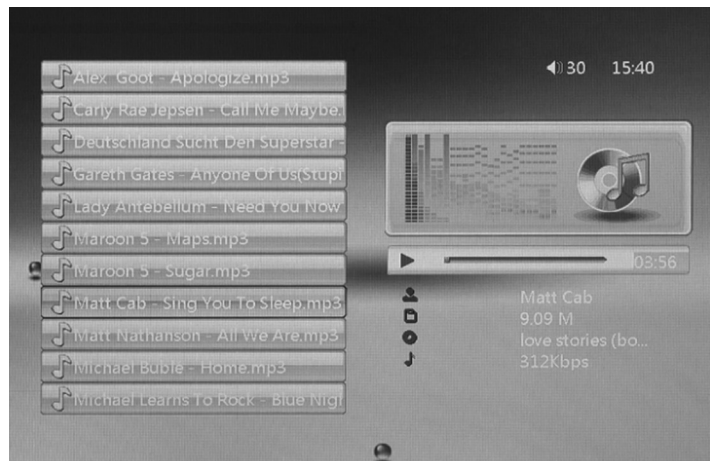 30 15:40
Alex Goot - Apologize.mp3
Carly Rae Jepsen - Call Me Maybe.
Deutschland Sucht Den Superstar -
Gareth Gates - Anyone Of Us(Stupi
Lady Antebellum - Need You Now
Maroon 5 - Maps.mp3
Maroon 5 - Sugar.mp3
Matt Cab - Sing You To Sleep.mp3
Matt Nathanson - All We Are.mp3
Michael Buble - Home.mp3
Michael Learns To Rock - Blue Nigh
03:56
Matt Cab
9.09 M
love stories (bo...
312Kbps